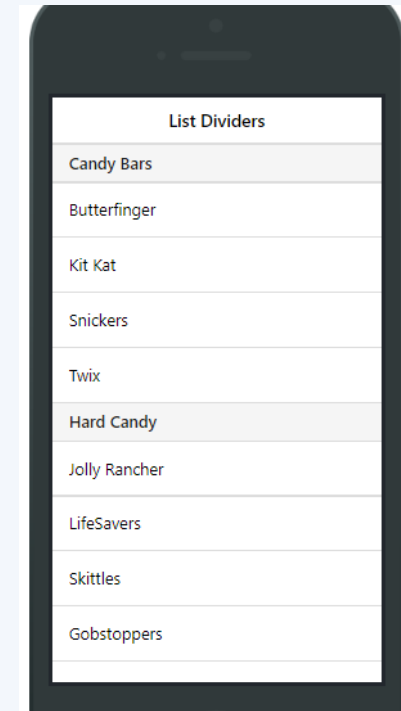 List Dividers
Candy Bars
Butterfinger
Kit Kat
Snickers
Twix
Hard Candy
Jolly Rancher
LifeSavers
Skittles
Gobstoppers